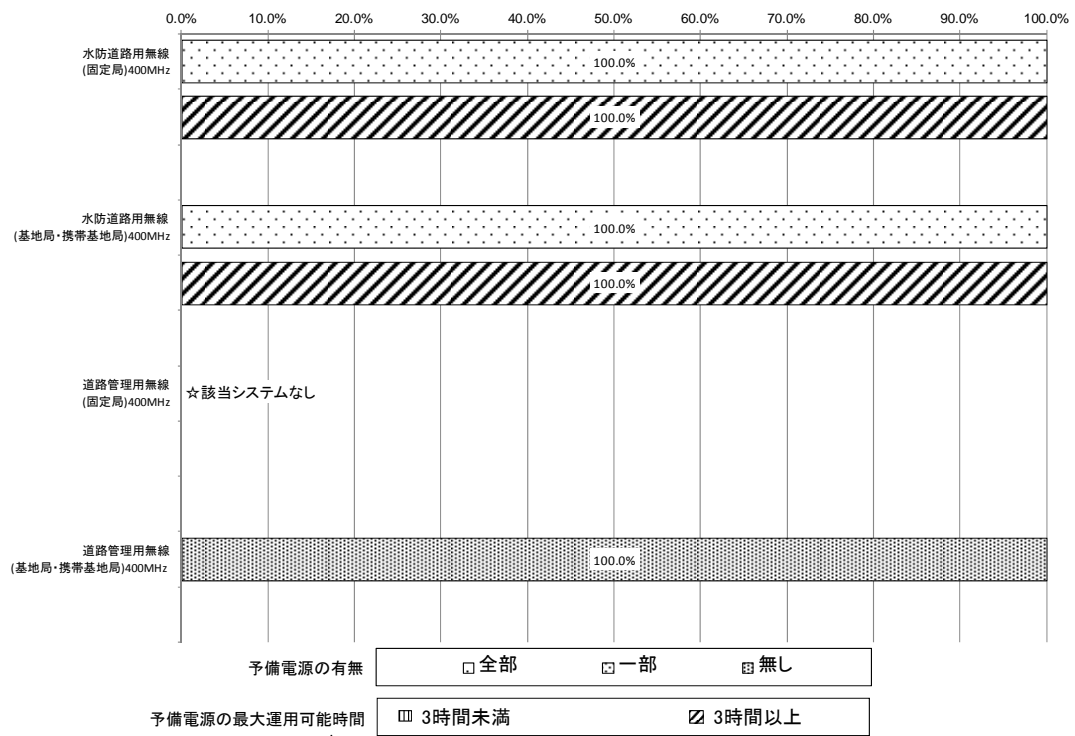 0.0% 10.0% 20.0% 30.0% 40.0% 50.0% 60.0% 70.0% 80.0% 90.0% 100.0%
水防道路用無線
(固定局)400MHz
100.0%
100.0%
水防道路用無線
(基地局・携帯基地局)400MHz
100.0%
100.0%
道路管理用無線
(固定局)400MHz
☆該当システムなし
道路管理用無線
(基地局・携帯基地局)400MHz
100.0%
予備電源の有無 全部 一部 無し
予備電源の最大運用可能時間 3時間未満 3時間以上